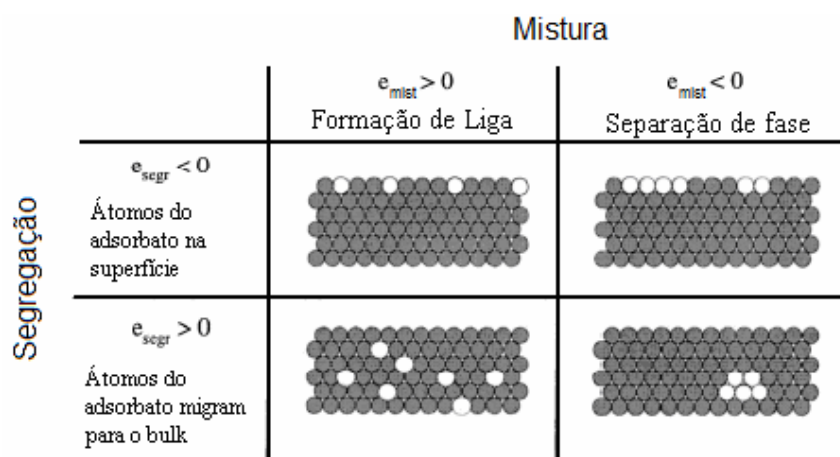 Mistura
e_mist > 0
Formação de Liga
e_mist < 0
Separação de fase
Segregação
e_segr < 0
Átomos do
adsorbato na
superfície
e_segr > 0
Átomos do
adsorbato migram
para o bulk